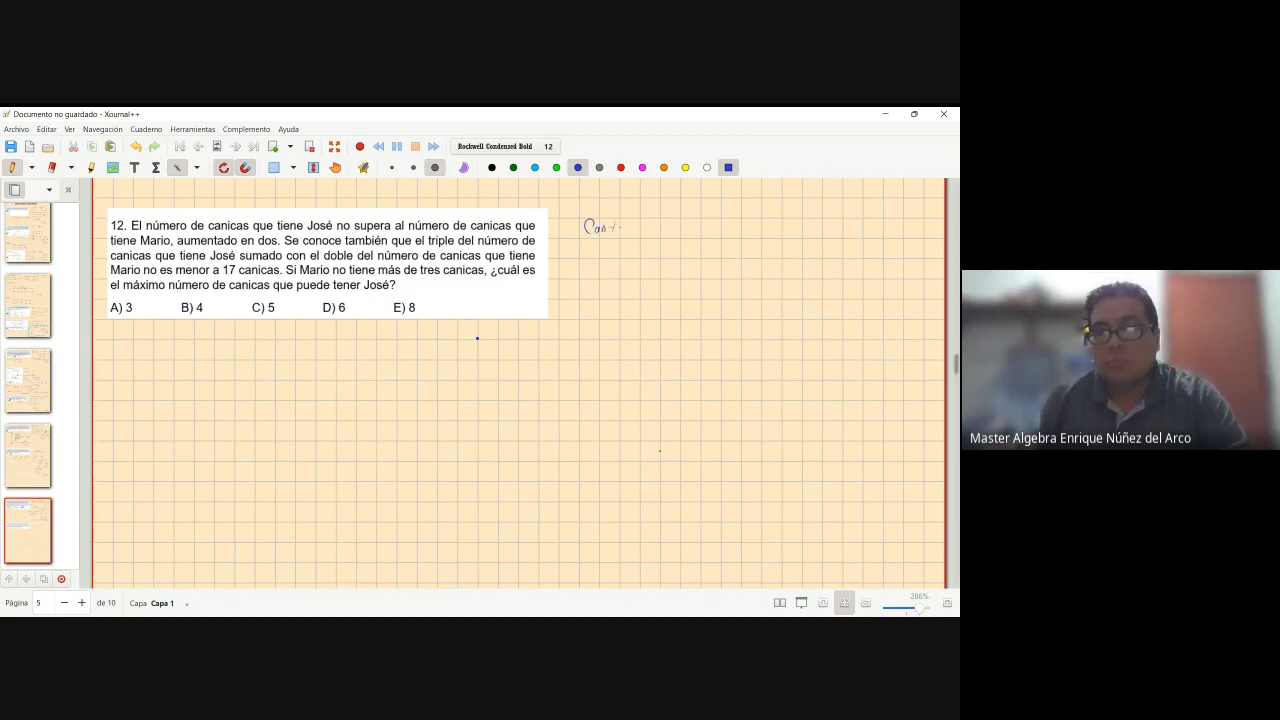 Documento no guardado - Xournal++
Archivo Editar Ver Navegación Cuaderno Herramientas Complemento Ayuda
Rockwell Condensed Bold 12
12. El número de canicas que tiene José no supera al número de canicas que
tiene Mario, aumentado en dos. Se conoce también que el triple del número de
canicas que tiene José sumado con el doble del número de canicas que tiene
Mario no es menor a 17 canicas. Si Mario no tiene más de tres canicas, ¿cuál es
el máximo número de canicas que puede tener José?
A) 3 B) 4 C) 5 D) 6 E) 8
Cant.
Master Algebra Enrique Núñez del Arco
Página 5 de 10 Capa Capa 1 286%